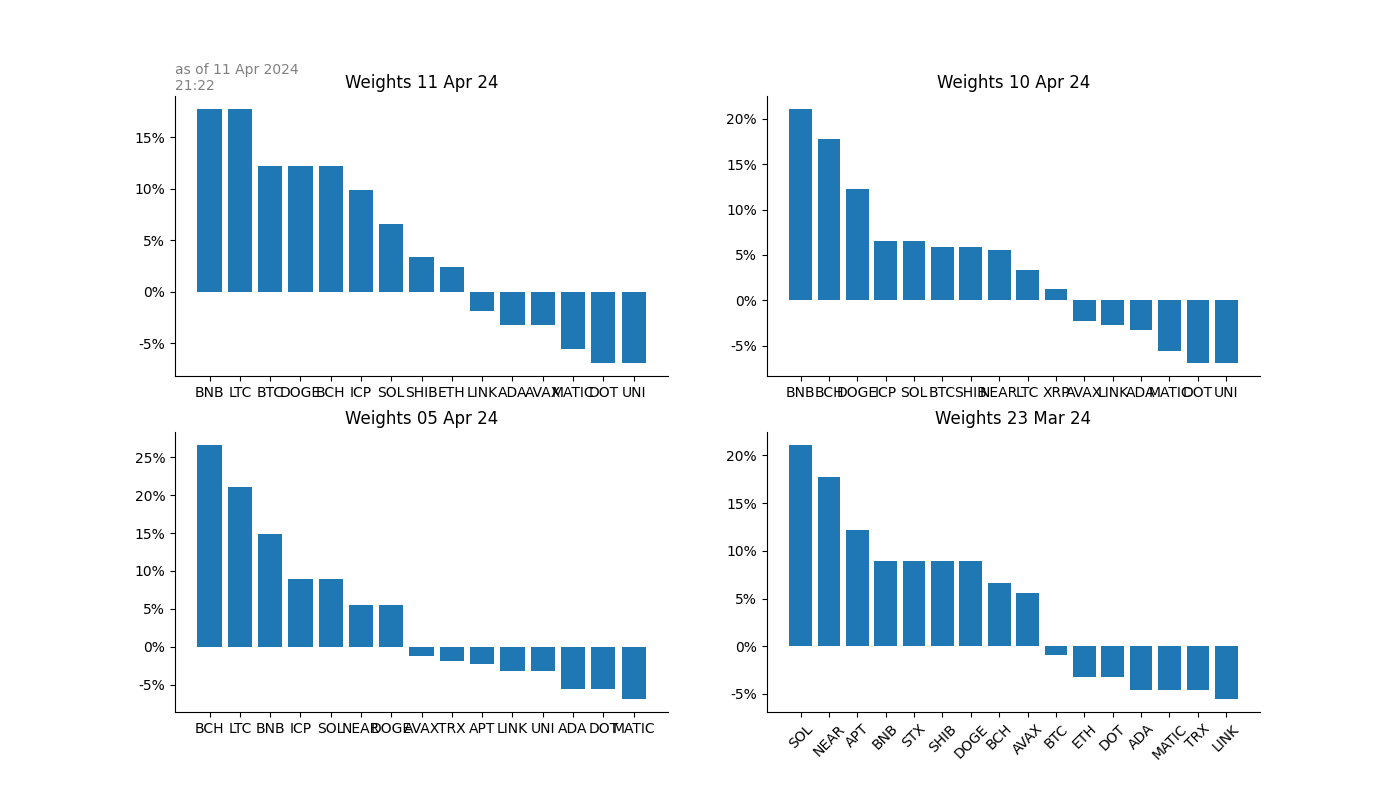 as of 11 Apr 2024
21:22
Weights 11 Apr 24
15%
10%
5%
0%
-5%
BNB LTC BTC DOGE BCH ICP SOL SHIB ETH LINK ADA AVAX MATIC DOT UNI
Weights 10 Apr 24
20%
15%
10%
5%
0%
-5%
BNB BCH DOGE ICP SOL BTC SHIB NEAR LTC XRP AVAX LINK ADA MATIC DOT UNI
Weights 05 Apr 24
25%
20%
15%
10%
5%
0%
-5%
BCH LTC BNB ICP SOL NEAR DOGE AVAX TRX APT LINK UNI ADA DOT MATIC
Weights 23 Mar 24
20%
15%
10%
5%
0%
-5%
SOL NEAR APT BNB STX SHIB DOGE BCH AVAX BTC ETH DOT ADA MATIC TRX LINK